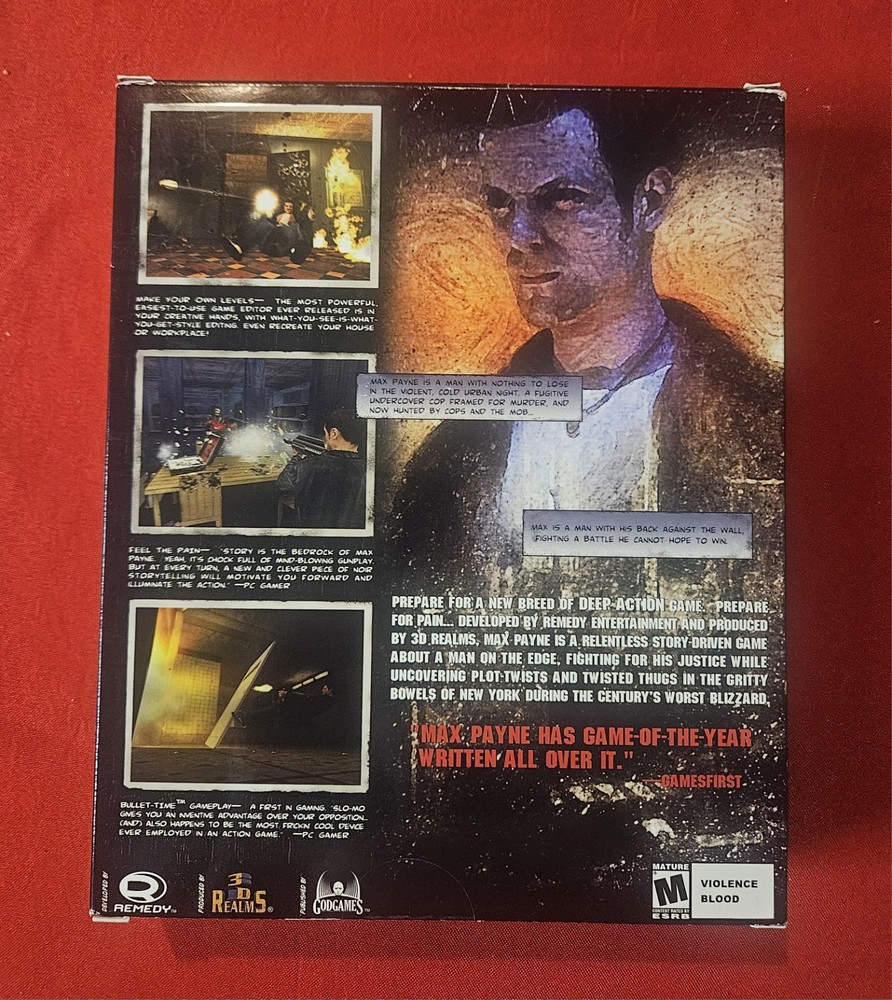 MAKE YOUR OWN LEVELS— THE MOST POWERFUL,
EASIEST-TO-USE GAME EDITOR EVER RELEASED IS IN
YOUR CREATIVE HANDS, WITH WHAT-YOU-SEE-IS-WHAT-
YOU-GET-STYLE EDITING. EVEN RECREATE YOUR HOUSE
OR WORKPLACE!
MAX PAYNE IS A MAN WITH NOTHING TO LOSE
IN THE VIOLENT, COLD URBAN NIGHT. A FUGITIVE
UNDERCOVER COP FRAMED FOR MURDER, AND
NOW HUNTED BY COPS AND THE MOB...
MAX IS A MAN WITH HIS BACK AGAINST THE WALL,
FIGHTING A BATTLE HE CANNOT HOPE TO WIN.
FEEL THE PAIN— "STORY IS THE BEDROCK OF MAX
PAYNE. YEAH, IT'S CHOCK FULL OF MIND-BLOWING GUNPLAY.
BUT AT EVERY TURN, A NEW AND CLEVER PIECE OF NOIR
STORYTELLING WILL MOTIVATE YOU FORWARD AND
ILLUMINATE THE ACTION." —PC GAMER
PREPARE FOR A NEW BREED OF DEEP-ACTION GAME. PREPARE
FOR PAIN... DEVELOPED BY REMEDY ENTERTAINMENT AND PRODUCED
BY 3D REALMS, MAX PAYNE IS A RELENTLESS STORY-DRIVEN GAME
ABOUT A MAN ON THE EDGE, FIGHTING FOR HIS JUSTICE WHILE
UNCOVERING PLOT-TWISTS AND TWISTED THUGS IN THE GRITTY
BOWELS OF NEW YORK DURING THE CENTURY'S WORST BLIZZARD.
"MAX PAYNE HAS GAME-OF-THE-YEAR
WRITTEN ALL OVER IT."
—GAMESFIRST
BULLET-TIME™ GAMEPLAY— A FIRST IN GAMING. "SLO-MO
GIVES YOU AN INVENTIVE ADVANTAGE OVER YOUR OPPOSITION...
(AND) ALSO HAPPENS TO BE THE MOST FRICKIN COOL DEVICE
EVER EMPLOYED IN AN ACTION GAME." —PC GAMER
DEVELOPED BY
REMEDY™
PRODUCED BY
3D
REALMS®
PUBLISHED BY
GODGAMES™
MATURE
M
CONTENT RATED BY
ESRB
VIOLENCE
BLOOD